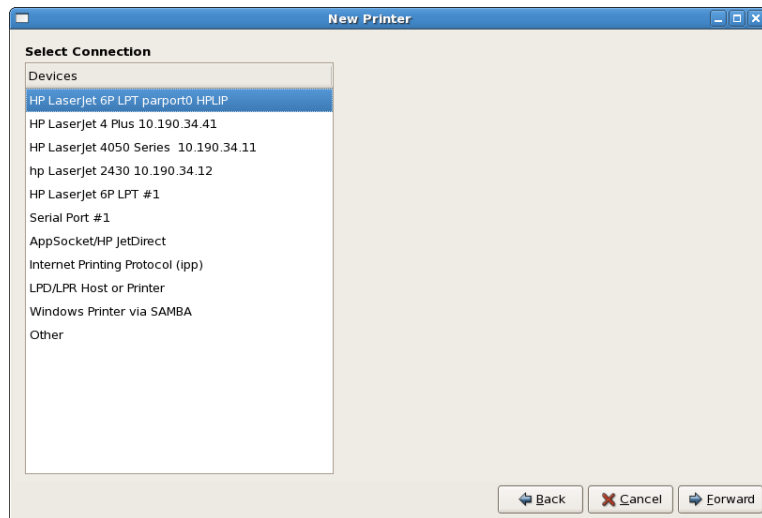 New Printer
Select Connection
Devices
HP LaserJet 6P LPT parport0 HPLIP
HP LaserJet 4 Plus 10.190.34.41
HP LaserJet 4050 Series  10.190.34.11
hp LaserJet 2430 10.190.34.12
HP LaserJet 6P LPT #1
Serial Port #1
AppSocket/HP JetDirect
Internet Printing Protocol (ipp)
LPD/LPR Host or Printer
Windows Printer via SAMBA
Other
Back Cancel Forward